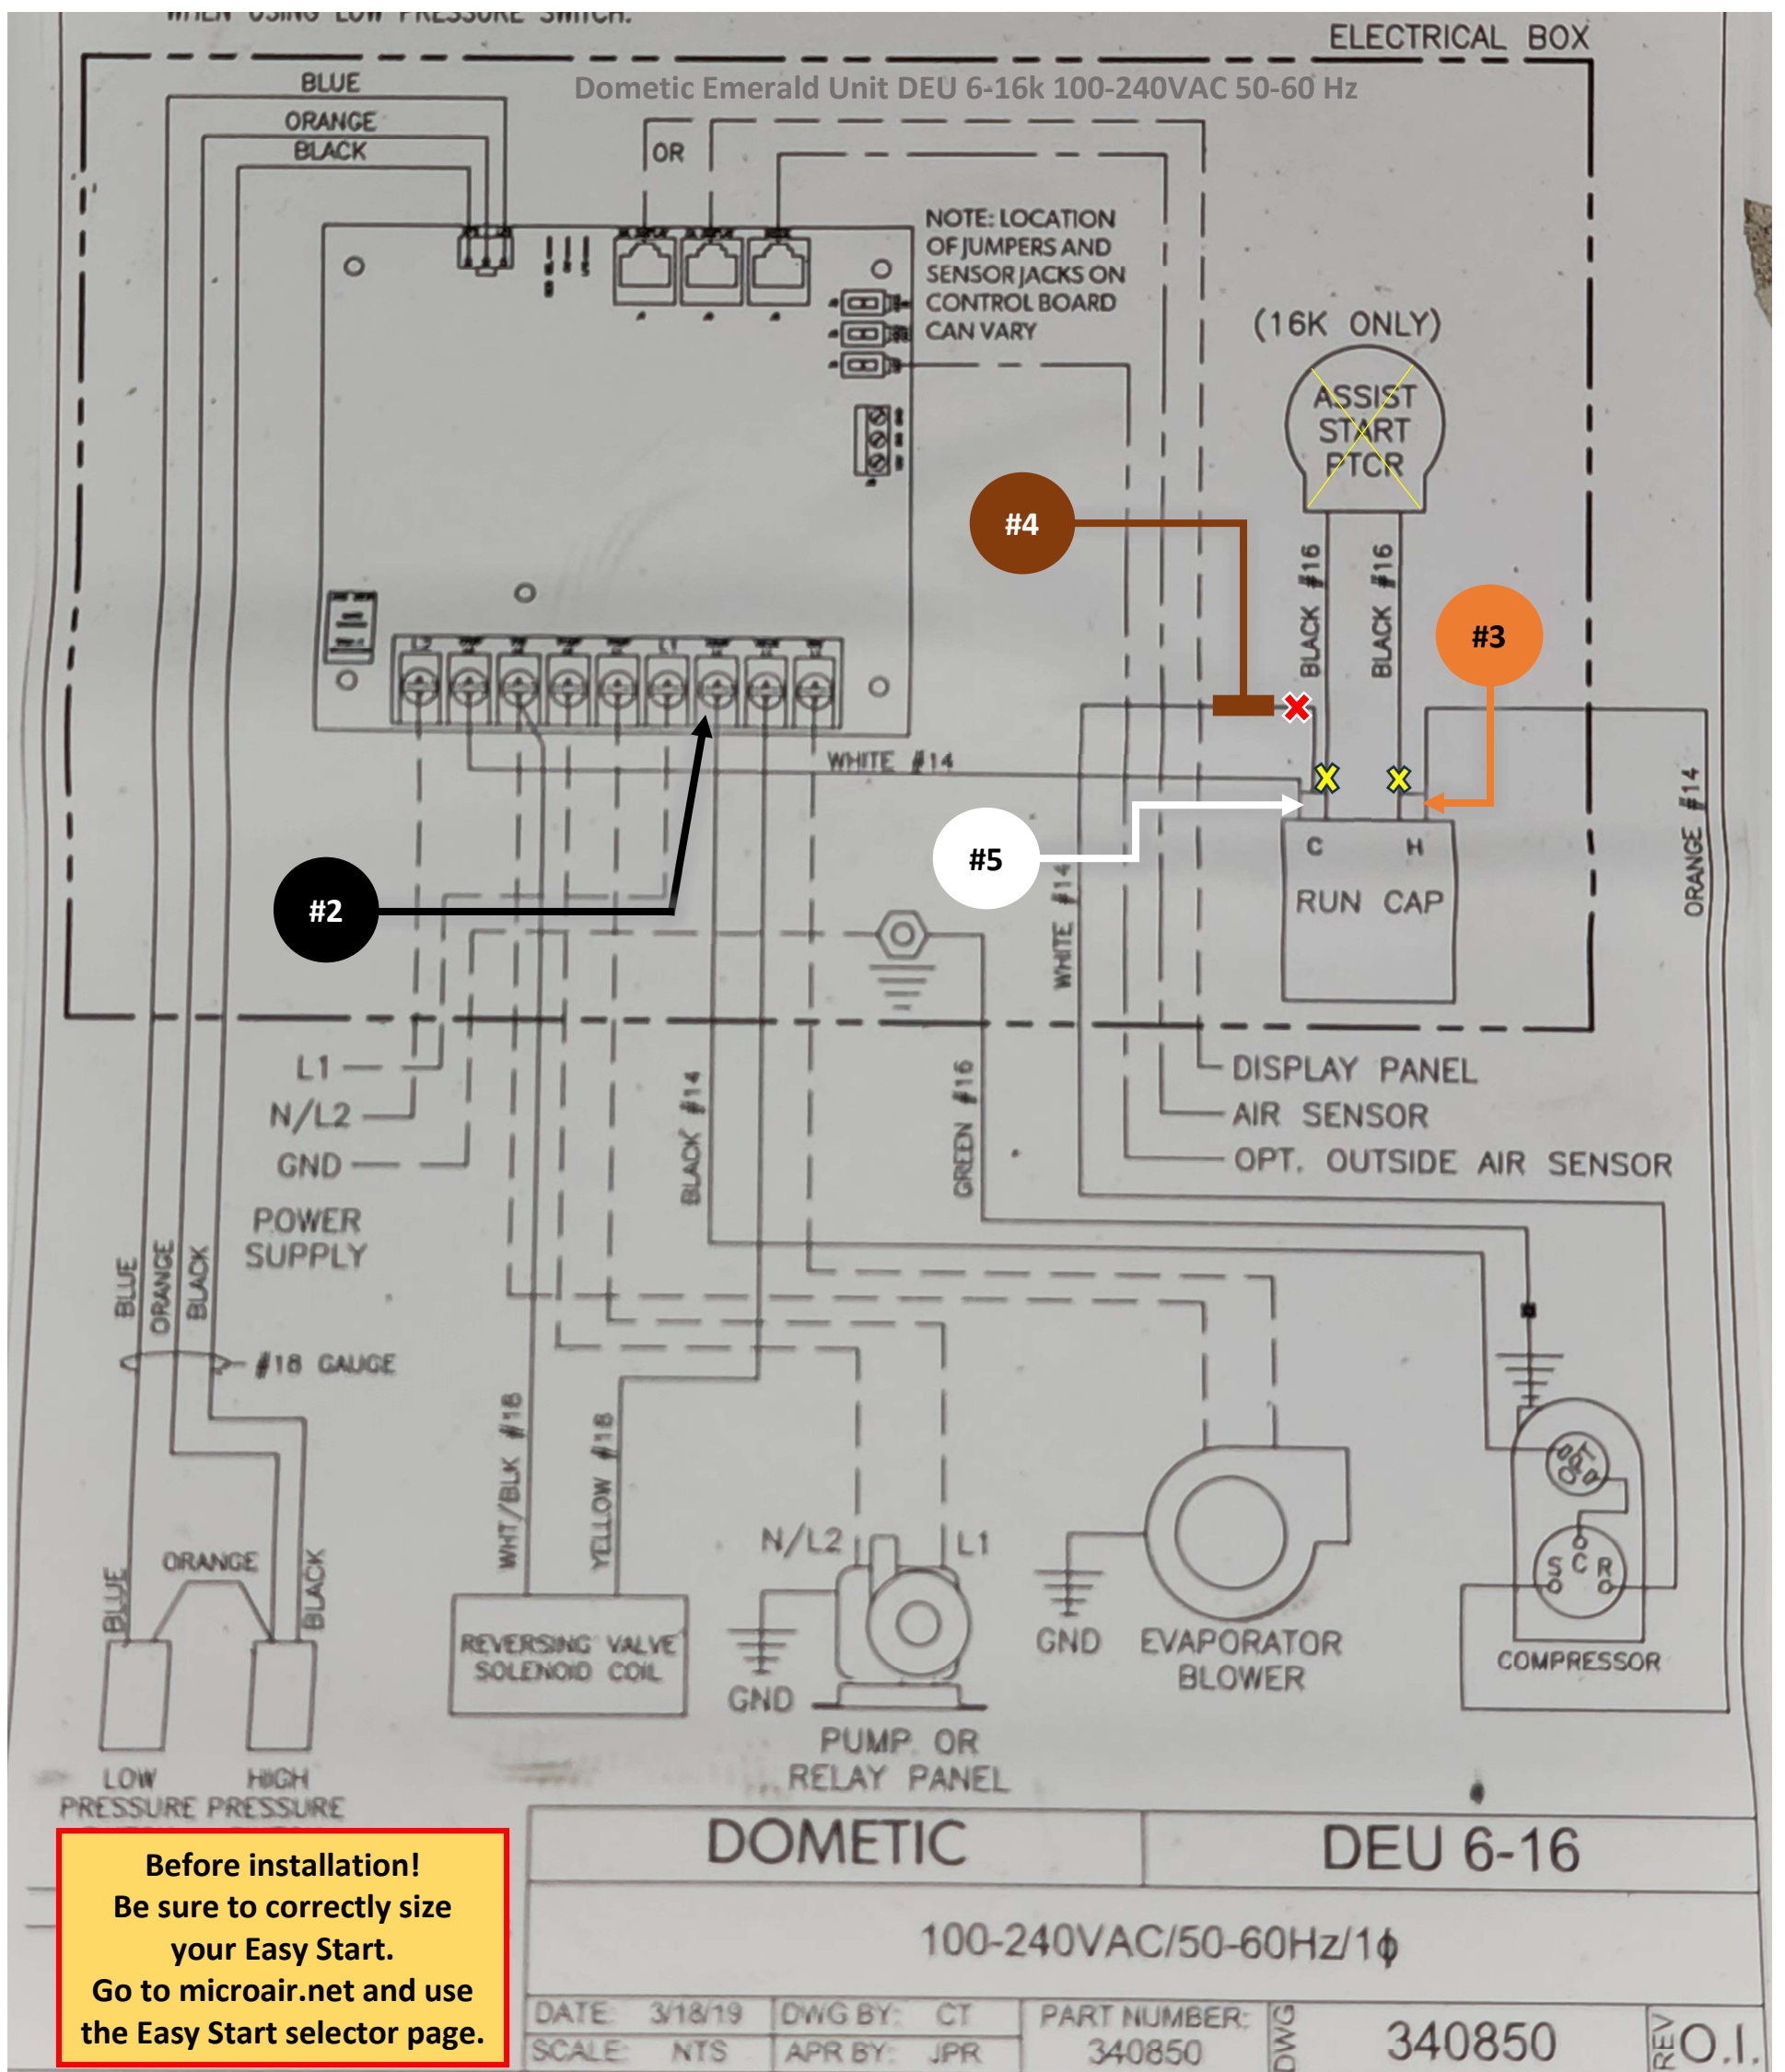 WHEN USING LOW PRESSURE SWITCH.
ELECTRICAL BOX
Dometic Emerald Unit DEU 6-16k 100-240VAC 50-60 Hz
BLUE
ORANGE
BLACK
OR
NOTE: LOCATION
OF JUMPERS AND
SENSOR JACKS ON
CONTROL BOARD
CAN VARY
(16K ONLY)
ASSIST
START
PTCR
#4
BLACK #16
BLACK #16
#3
L2
L1
WHITE #14
ORANGE #14
#5
C
H
RUN CAP
#2
WHITE #14
L1
N/L2
GND
POWER
SUPPLY
BLACK #14
GREEN #16
DISPLAY PANEL
AIR SENSOR
OPT. OUTSIDE AIR SENSOR
BLUE
ORANGE
BLACK
#18 GAUGE
WHT/BLK #18
YELLOW #18
N/L2
L1
S C R
BLUE
ORANGE
BLACK
REVERSING VALVE
SOLENOID COIL
GND
GND
EVAPORATOR
BLOWER
COMPRESSOR
PUMP OR
RELAY PANEL
LOW
PRESSURE
HIGH
PRESSURE
Before installation!
Be sure to correctly size
your Easy Start.
Go to microair.net and use
the Easy Start selector page.
DOMETIC
DEU 6-16
100-240VAC/50-60Hz/1ϕ
DATE: 3/18/19
DWG BY: CT
PART NUMBER:
340850
DWG
340850
REV
O.I.
SCALE: NTS
APR BY: JPR